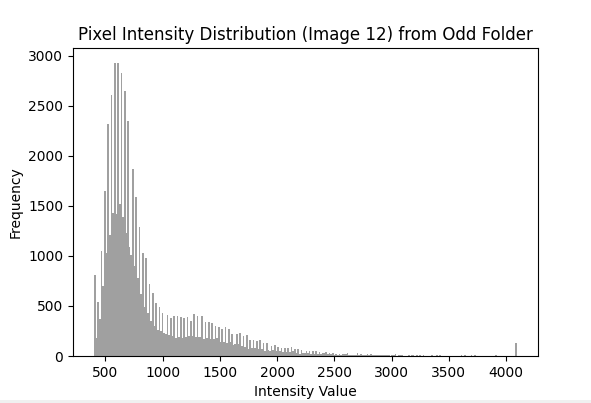 Pixel Intensity Distribution (Image 12) from Odd Folder
3000
2500
2000
1500
1000
500
0
Frequency
500 1000 1500 2000 2500 3000 3500 4000
Intensity Value